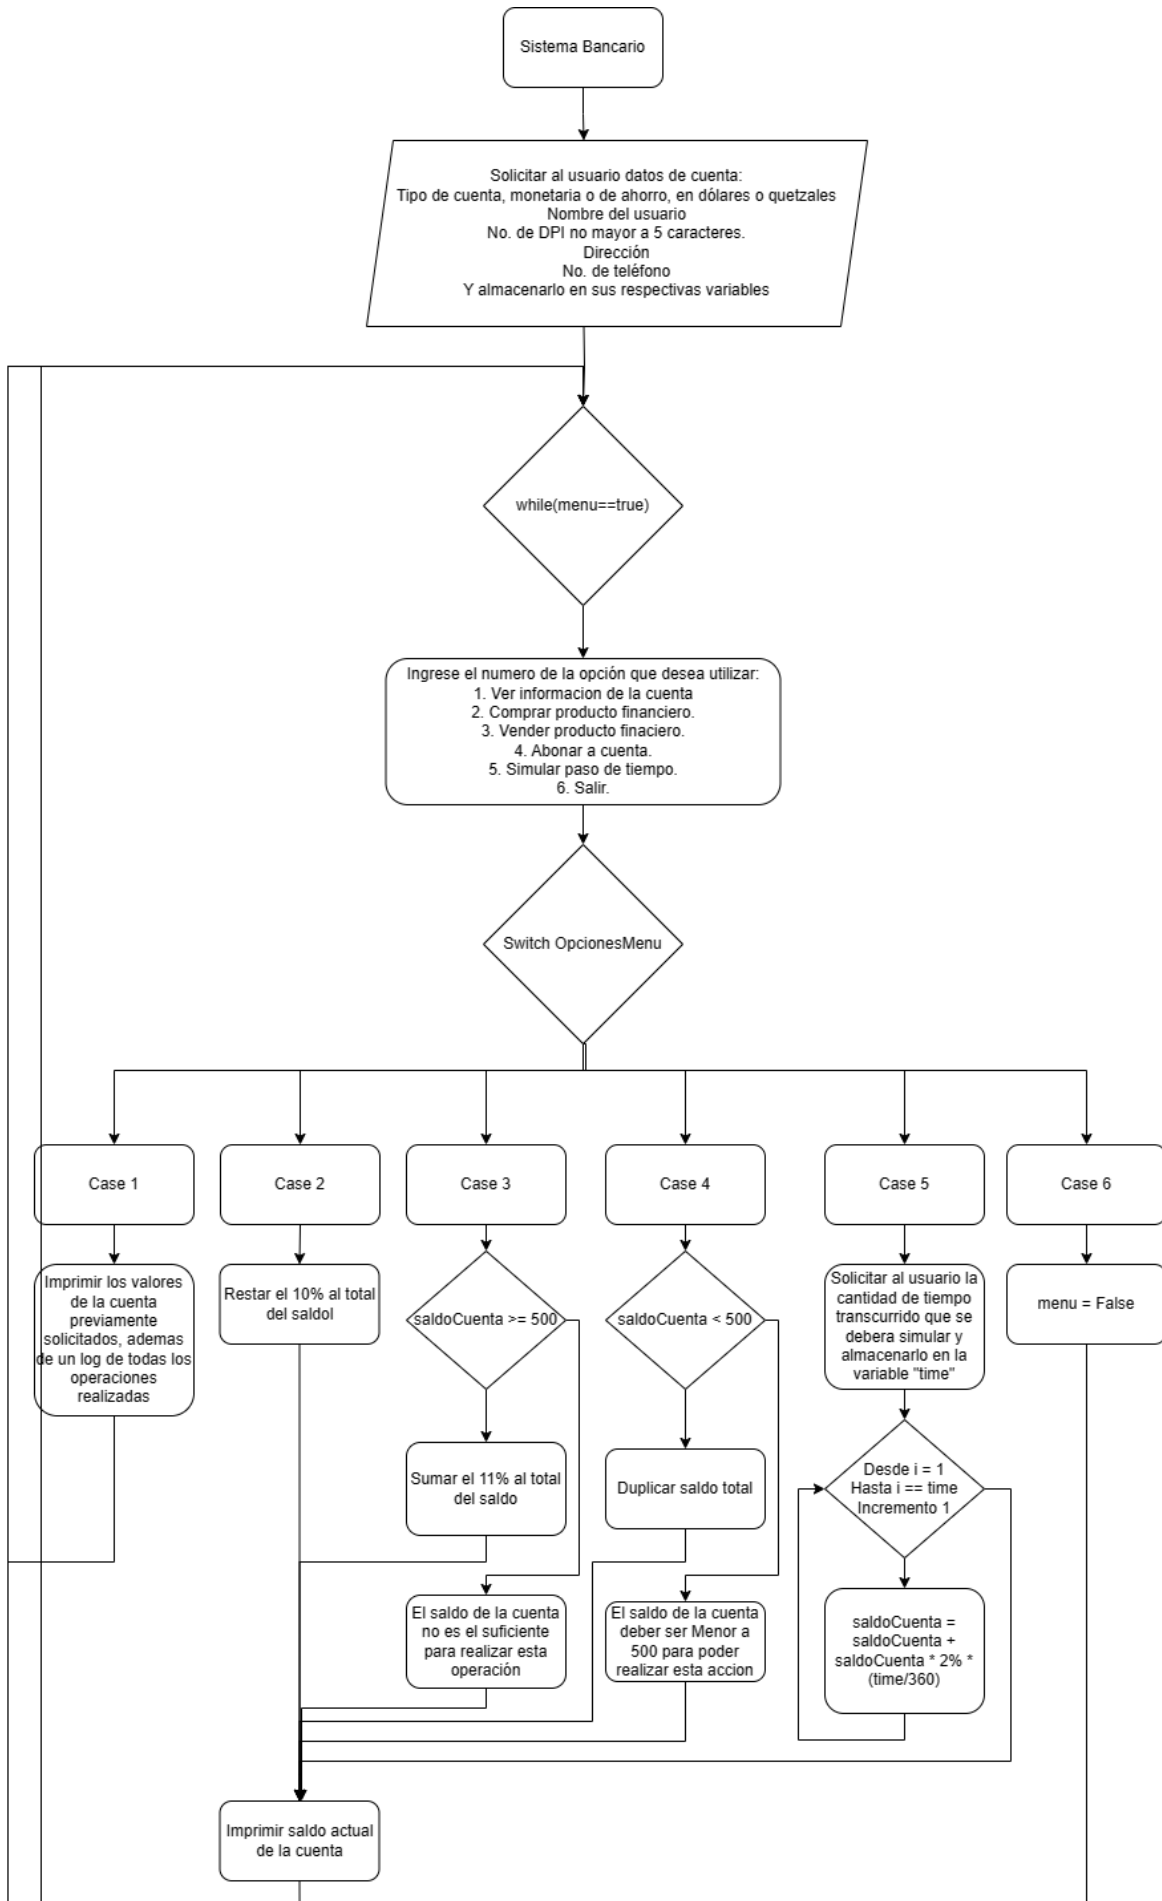 Sistema Bancario
Solicitar al usuario datos de cuenta:
Tipo de cuenta, monetaria o de ahorro, en dólares o quetzales
Nombre del usuario
No. de DPI no mayor a 5 caracteres.
Dirección
No. de teléfono
Y almacenarlo en sus respectivas variables
while(menu==true)
Ingrese el numero de la opción que desea utilizar:
1. Ver informacion de la cuenta
2. Comprar producto financiero.
3. Vender producto finaciero.
4. Abonar a cuenta.
5. Simular paso de tiempo.
6. Salir.
Switch OpcionesMenu
Case 1
Case 2
Case 3
Case 4
Case 5
Case 6
Imprimir los valores
de la cuenta
previamente
solicitados, ademas
de un log de todas los
operaciones
realizadas
Restar el 10% al total
del saldol
saldoCuenta >= 500
saldoCuenta < 500
Solicitar al usuario la
cantidad de tiempo
transcurrido que se
debera simular y
almacenarlo en la
variable "time"
menu = False
Sumar el 11% al total
del saldo
Duplicar saldo total
Desde i = 1
Hasta i == time
Incremento 1
El saldo de la cuenta
no es el suficiente
para realizar esta
operación
El saldo de la cuenta
deber ser Menor a
500 para poder
realizar esta accion
saldoCuenta =
saldoCuenta +
saldoCuenta * 2% *
(time/360)
Imprimir saldo actual
de la cuenta